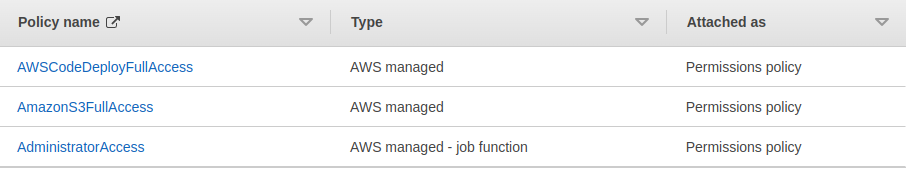 Policy name Type Attached as
AWSCodeDeployFullAccess AWS managed Permissions policy
AmazonS3FullAccess AWS managed Permissions policy
AdministratorAccess AWS managed - job function Permissions policy